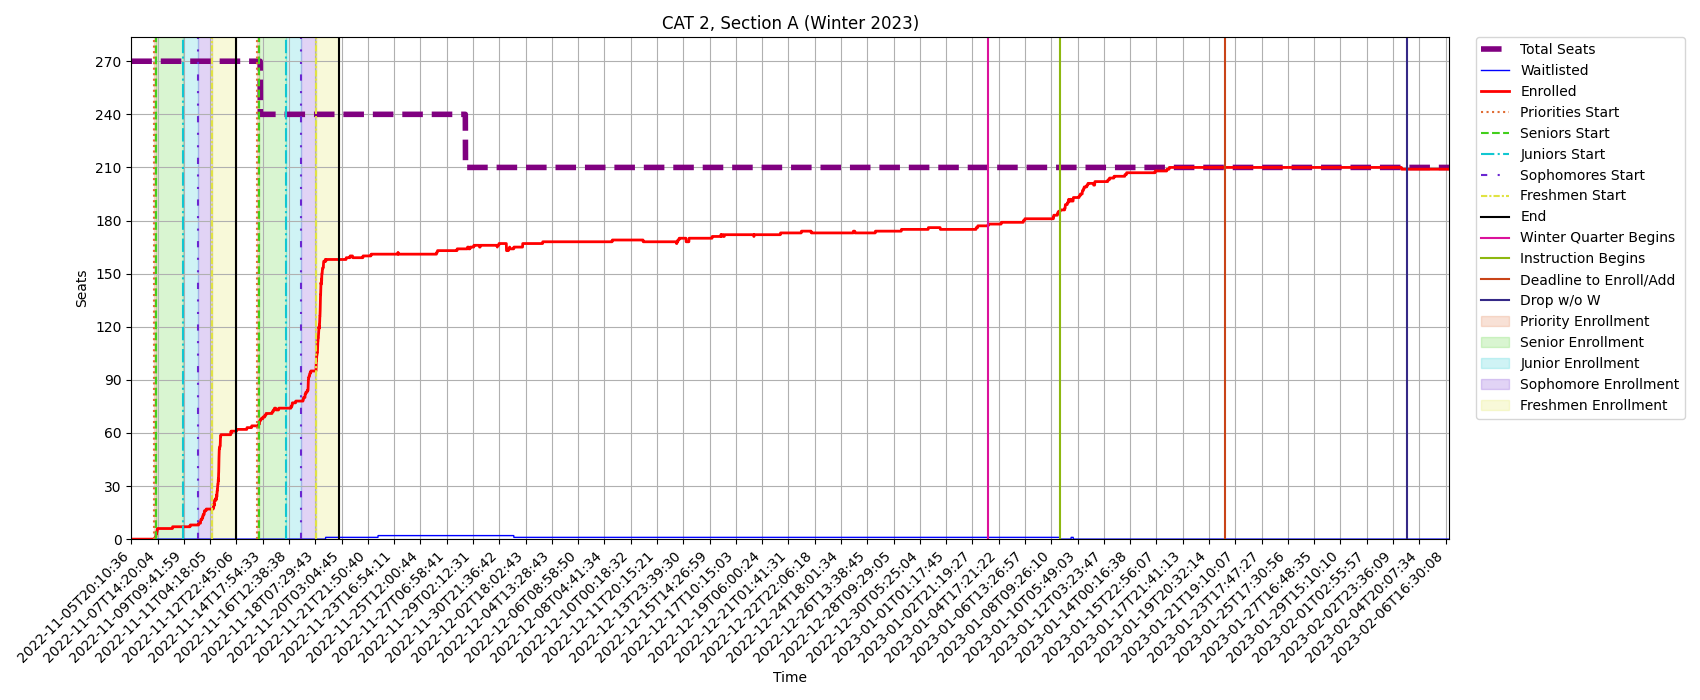 CAT 2, Section A (Winter 2023)
Seats
270
240
210
180
150
120
90
60
30
0
2022-11-05T20:10:36
2022-11-07T14:20:04
2022-11-09T09:41:59
2022-11-11T04:18:05
2022-11-12T22:45:06
2022-11-14T17:54:33
2022-11-16T12:38:38
2022-11-18T07:29:43
2022-11-20T03:04:45
2022-11-21T21:50:40
2022-11-23T16:54:11
2022-11-25T12:00:44
2022-11-27T06:58:41
2022-11-29T02:12:31
2022-11-30T21:36:42
2022-12-02T18:02:43
2022-12-04T13:28:43
2022-12-06T08:58:50
2022-12-08T04:41:34
2022-12-10T00:18:32
2022-12-11T20:15:21
2022-12-13T23:39:30
2022-12-15T14:26:59
2022-12-17T10:15:03
2022-12-19T06:00:24
2022-12-21T01:41:31
2022-12-22T22:06:18
2022-12-24T18:01:34
2022-12-26T13:38:45
2022-12-28T09:29:05
2022-12-30T05:25:04
2023-01-01T01:17:45
2023-01-02T21:19:27
2023-01-04T17:21:22
2023-01-06T13:26:57
2023-01-08T09:26:10
2023-01-10T05:49:03
2023-01-12T03:23:47
2023-01-14T00:16:38
2023-01-15T22:56:07
2023-01-17T21:41:13
2023-01-19T20:32:14
2023-01-21T19:10:07
2023-01-23T17:47:27
2023-01-25T17:30:56
2023-01-27T16:48:35
2023-01-29T15:10:10
2023-02-01T02:55:57
2023-02-02T23:36:09
2023-02-04T20:07:34
2023-02-06T16:30:08
Time
Total Seats
Waitlisted
Enrolled
Priorities Start
Seniors Start
Juniors Start
Sophomores Start
Freshmen Start
End
Winter Quarter Begins
Instruction Begins
Deadline to Enroll/Add
Drop w/o W
Priority Enrollment
Senior Enrollment
Junior Enrollment
Sophomore Enrollment
Freshmen Enrollment